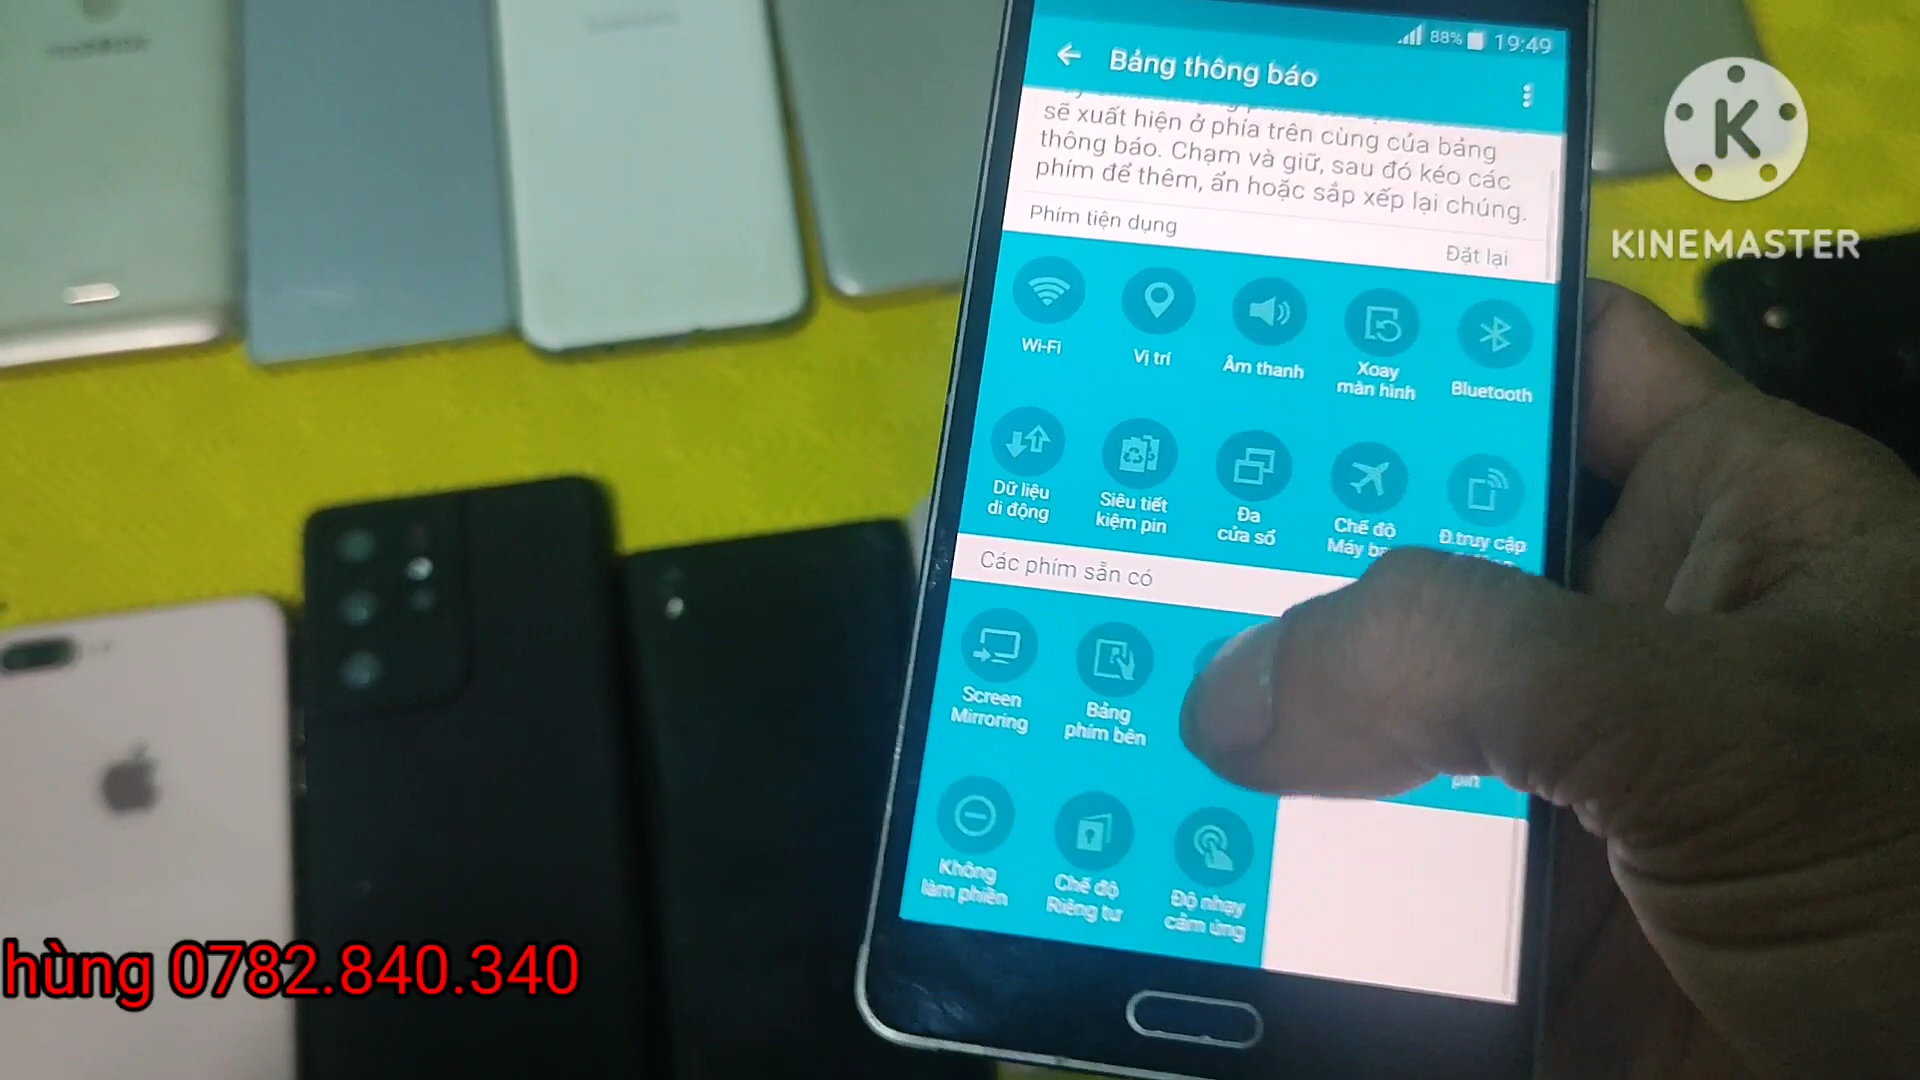 88% 19:49
Bảng thông báo
sẽ xuất hiện ở phía trên cùng của bảng
thông báo. Chạm và giữ, sau đó kéo các
phím để thêm, ẩn hoặc sắp xếp lại chúng.
Phím tiện dụng
Đặt lại
Wi-Fi
Vị trí
Âm thanh
Xoay
màn hình
Bluetooth
Dữ liệu
di động
Siêu tiết
kiệm pin
Đa
cửa sổ
Chế độ
Máy
Đ.truy cập
Các phím sẵn có
Screen
Mirroring
Bảng
phím bên
pin
Không
làm phiền
Chế độ
Riêng tư
Độ nhạy
cảm ứng
K
KINEMASTER
hùng 0782.840.340